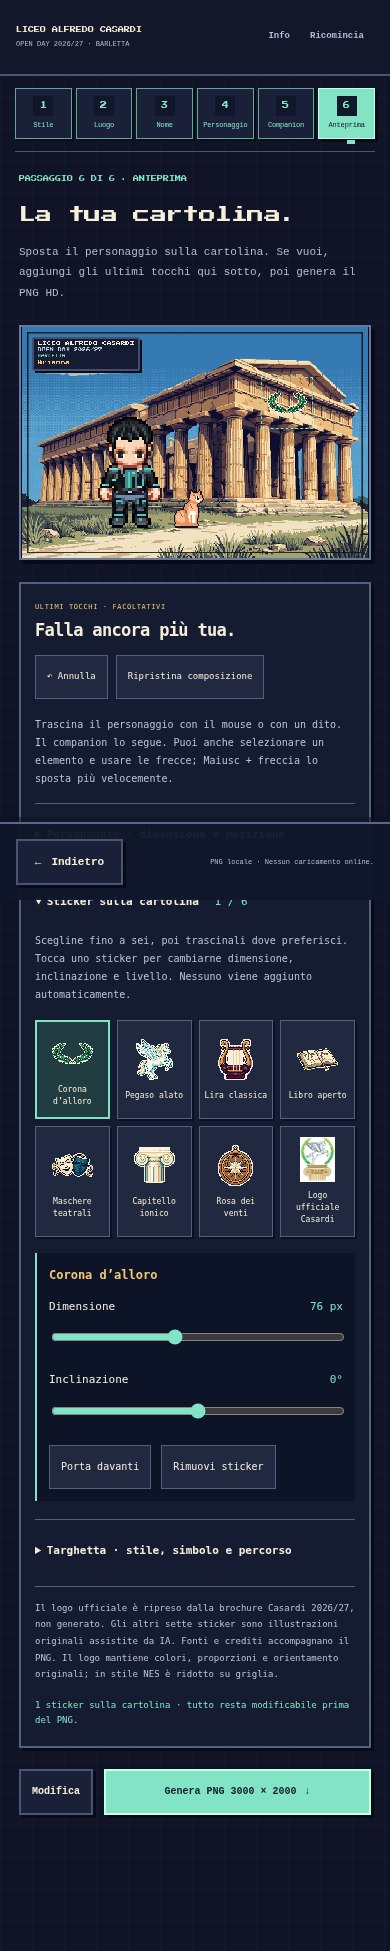 LICEO ALFREDO CASARDI
OPEN DAY 2026/27 · BARLETTA
Info Ricomincia
1 2 3 4 5 6
Stile Luogo Nome Personaggio Companion Anteprima
PASSAGGIO 6 DI 6 · ANTEPRIMA
La tua cartolina.
Sposta il personaggio sulla cartolina. Se vuoi,
aggiungi gli ultimi tocchi qui sotto, poi genera il
PNG HD.
LICEO ALFREDO CASARDI
OPEN DAY 2026/27
ULTIMI TOCCHI · FACOLTATIVI
Falla ancora più tua.
↶ Annulla Ripristina composizione
Trascina il personaggio con il mouse o con un dito.
Il companion lo segue. Puoi anche selezionare un
elemento e usare le frecce; Maiusc + freccia lo
sposta più velocemente.
▶ Personaggio · dimensione e posizione
← Indietro PNG locale · Nessun caricamento online.
▼ Sticker sulla cartolina 1 / 6
Scegline fino a sei, poi trascinali dove preferisci.
Tocca uno sticker per cambiarne dimensione,
inclinazione e livello. Nessuno viene aggiunto
automaticamente.
Corona
d’alloro
Pegaso alato
Lira classica
Libro aperto
Maschere
teatrali
Capitello
ionico
Rosa dei
venti
Logo
ufficiale
Casardi
Corona d’alloro
Dimensione 76 px
Inclinazione 0°
Porta davanti Rimuovi sticker
▶ Targhetta · stile, simbolo e percorso
Il logo ufficiale è ripreso dalla brochure Casardi 2026/27,
non generato. Gli altri sette sticker sono illustrazioni
originali assistite da IA. Fonti e crediti accompagnano il
PNG. Il logo mantiene colori, proporzioni e orientamento
originali; in stile NES è ridotto su griglia.
1 sticker sulla cartolina · tutto resta modificabile prima
del PNG.
Modifica Genera PNG 3000 × 2000 ↓